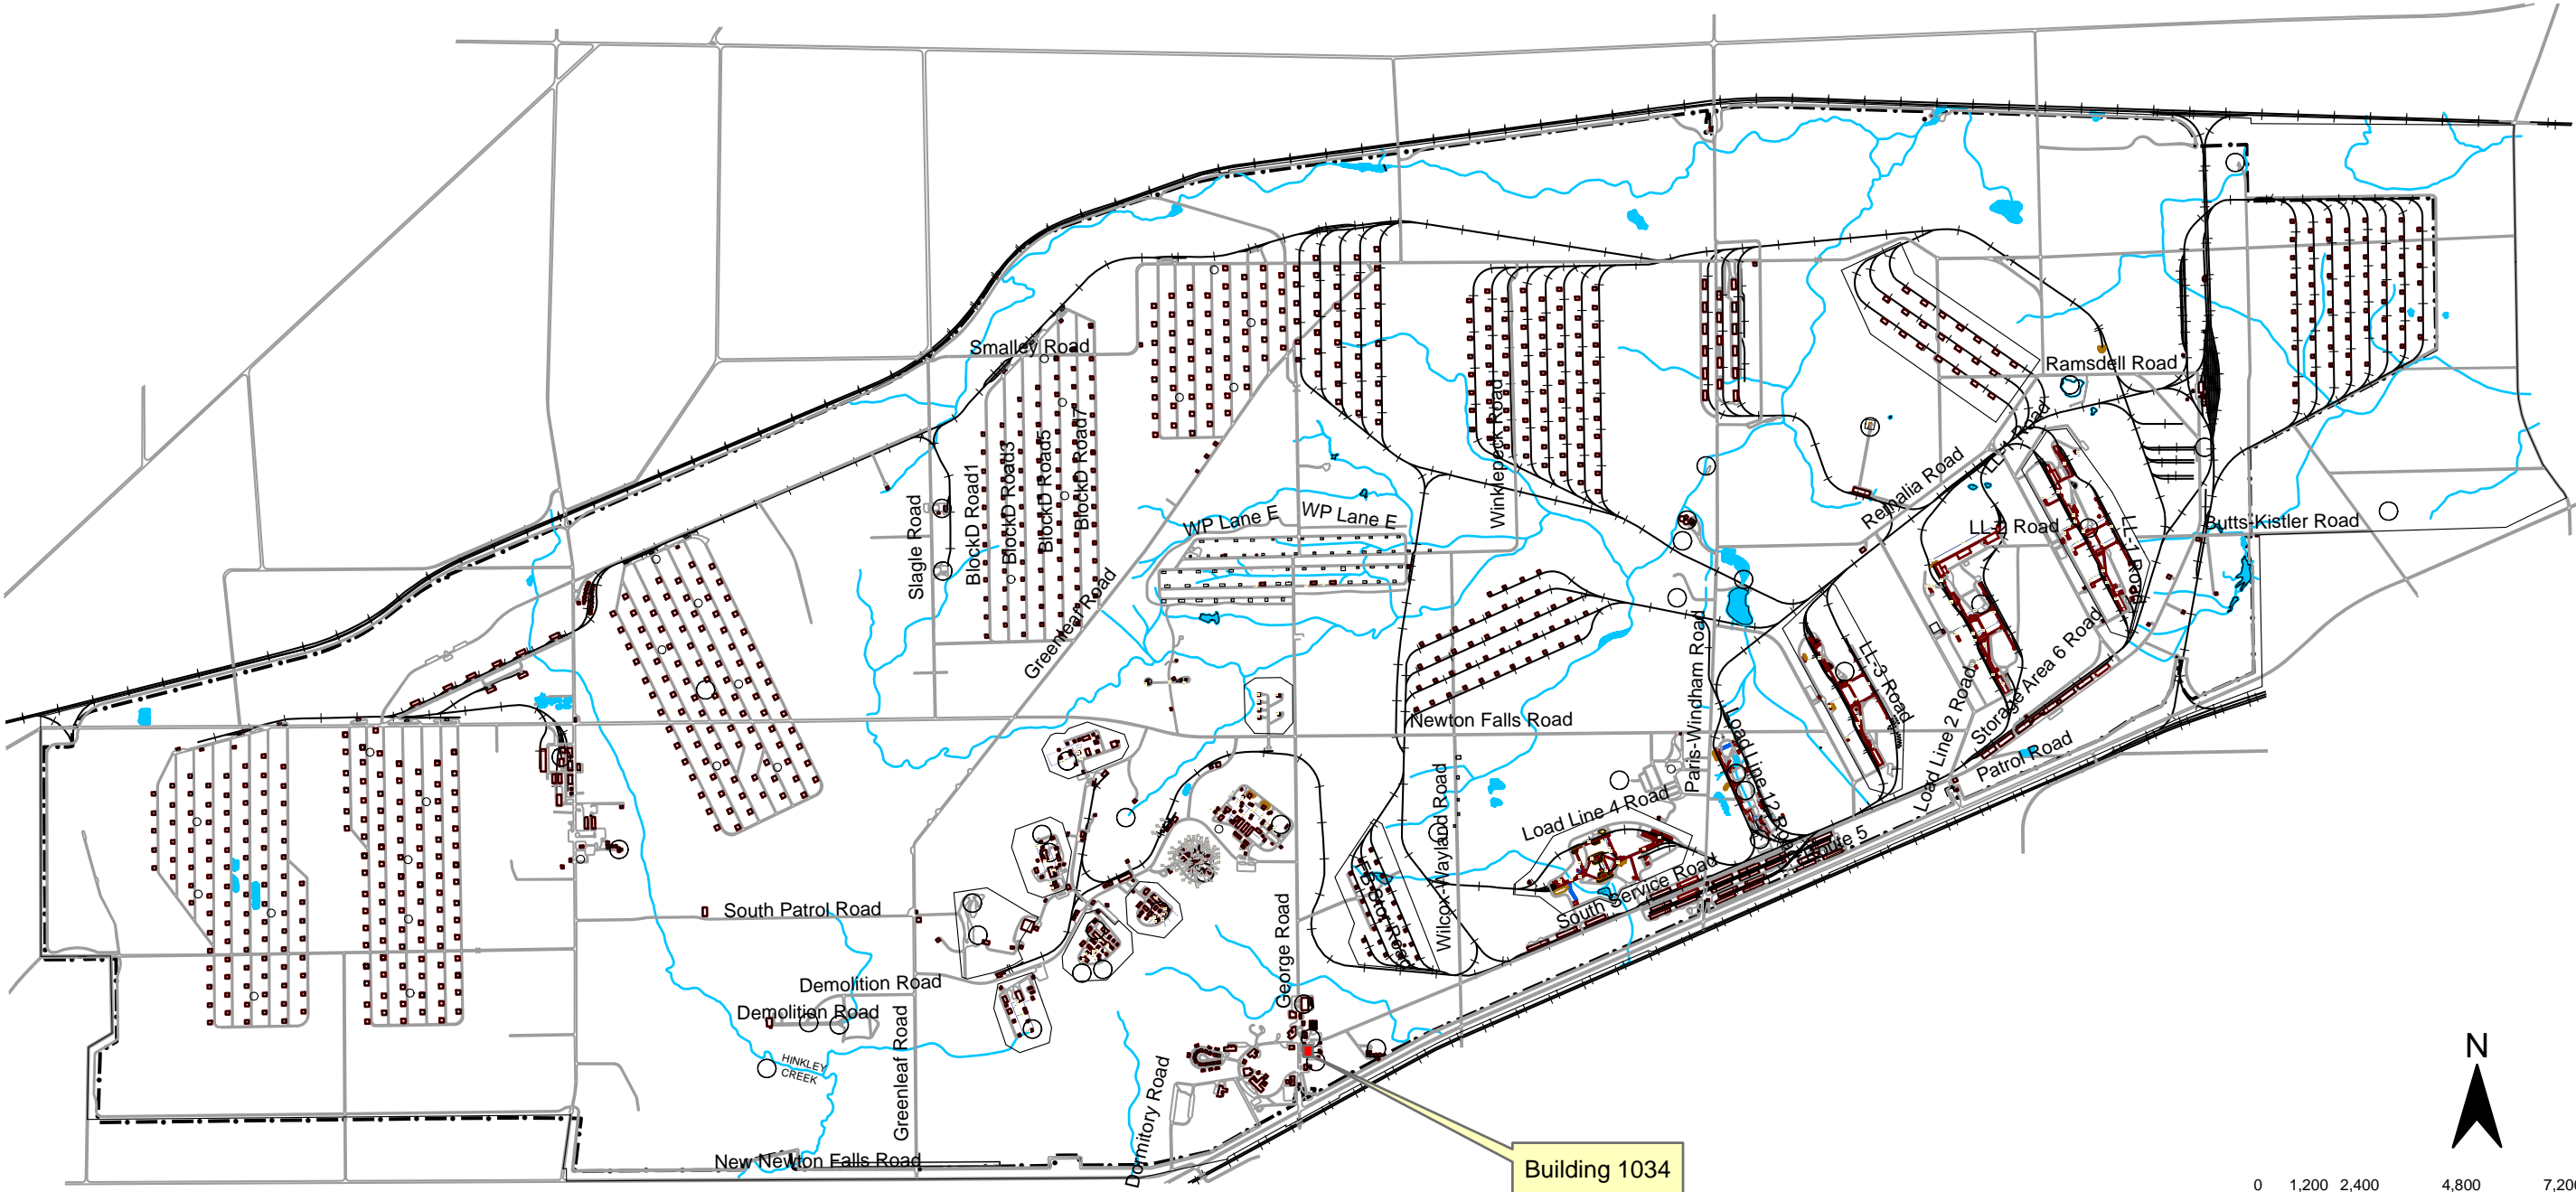 Smalley Road
Ramsdell Road
Winklepeck Road
BlockD Road1
BlockD Road3
BlockD Road5
BlockD Road7
Slagle Road
WP Lane E
WP Lane E
Remalia Road
LL-1 Road
Road
LL-1 Road
Butts-Kistler Road
Greenleaf Road
Paris-Windham Road
LL-3 Road
Storage Area 6 Road
Load Line 2 Road
Newton Falls Road
Patrol Road
Load Line 12 Road
Load Line 4 Road
Wilcox-Wayland Road
Route 5
South Service Road
South Patrol Road
George Road
Demolition Road
Demolition Road
Greenleaf Road
HINKLEY
CREEK
Dormitory Road
New Newton Falls Road
Building 1034
N
0 1,200 2,400 4,800